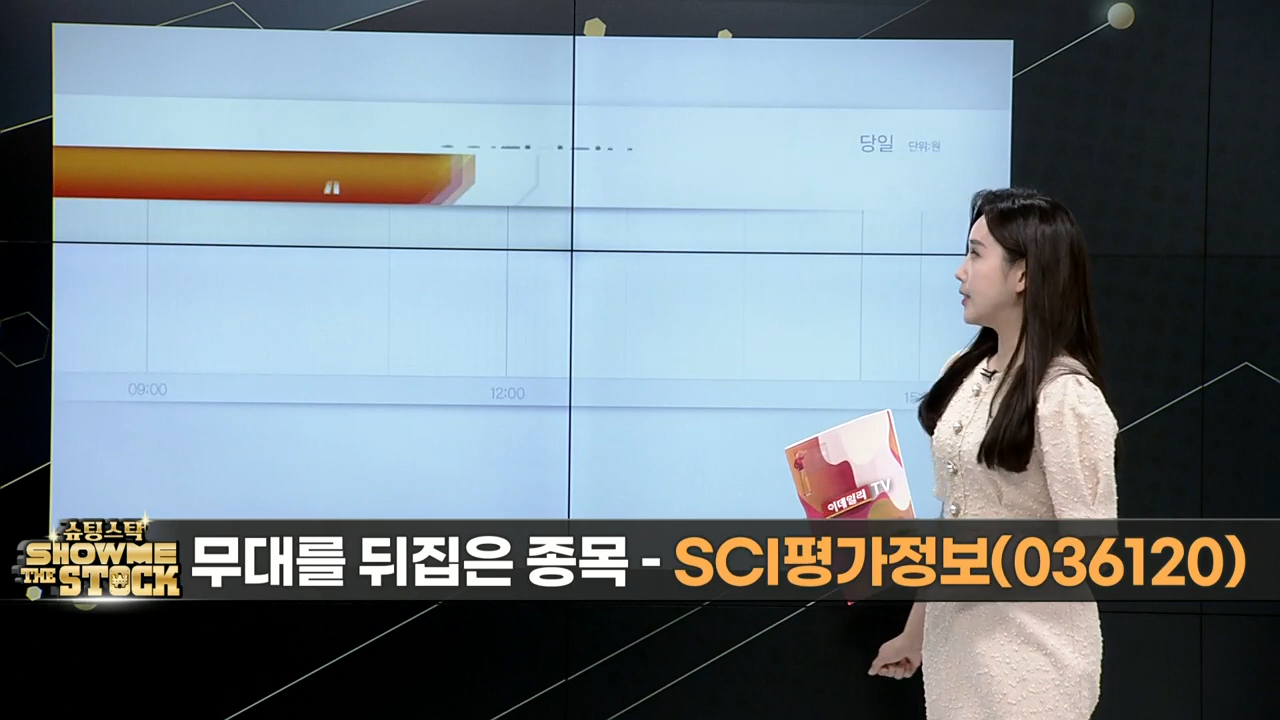 당일 단위:원
09:00 12:00 15
이데일리 TV
슈팅스탁
SHOW ME
THE STOCK
무대를 뒤집은 종목 - SCI평가정보(036120)